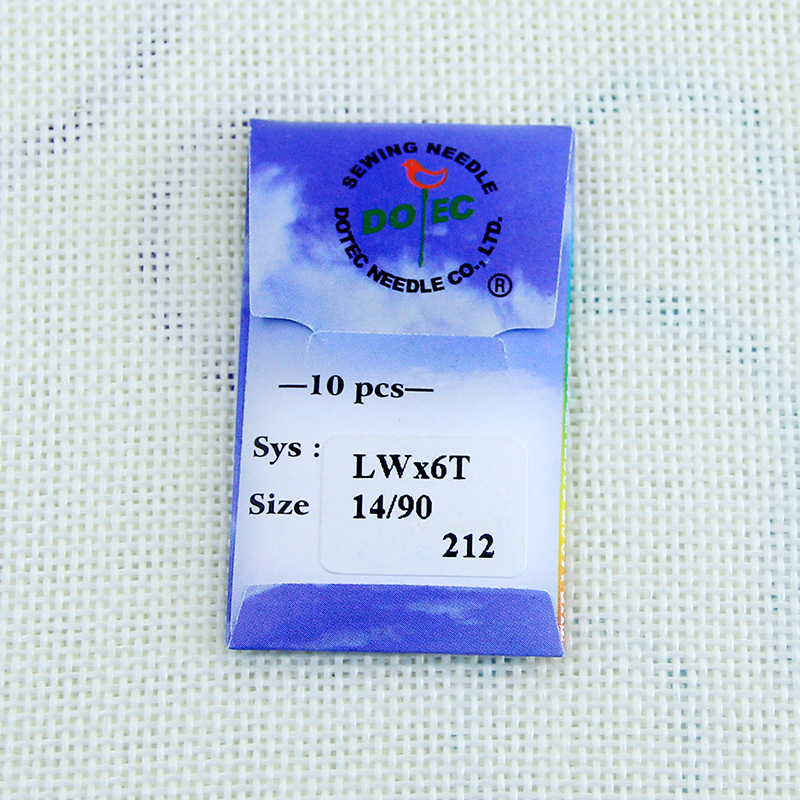 SEWING NEEDLE
DOTEC
DOTEC NEEDLE CO., LTD.
®
—10 pcs—
Sys : LWx6T
Size 14/90
212